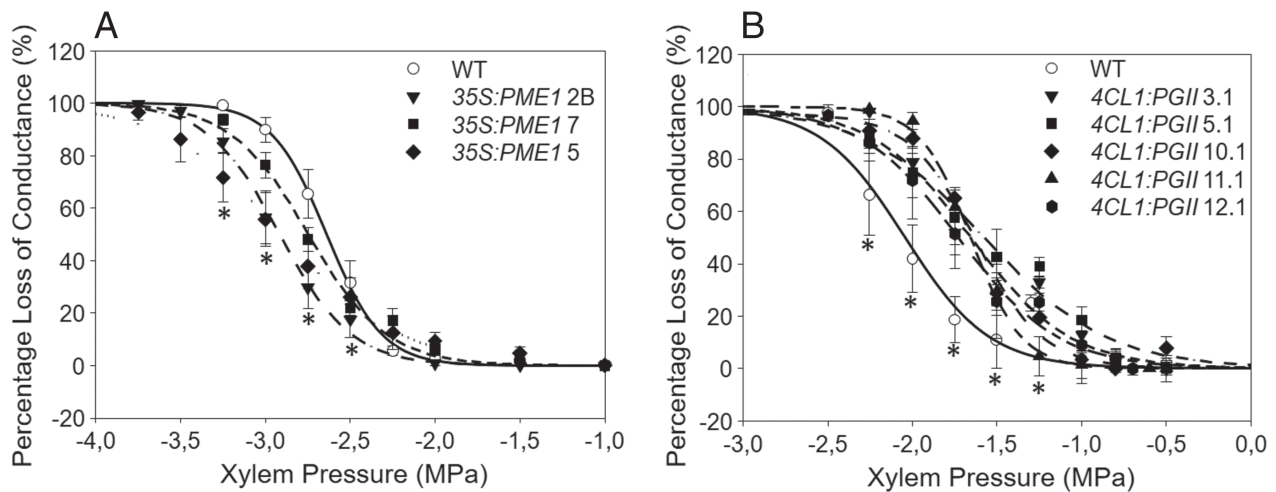 A
Percentage Loss of Conductance (%)
120
100
80
60
40
20
0
-20
WT
35S:PME1 2B
35S:PME1 7
35S:PME1 5
*
*
*
*
-4,0 -3,5 -3,0 -2,5 -2,0 -1,5 -1,0
Xylem Pressure (MPa)
B
Percentage Loss of Conductance (%)
120
100
80
60
40
20
0
-20
WT
4CL1:PGII 3.1
4CL1:PGII 5.1
4CL1:PGII 10.1
4CL1:PGII 11.1
4CL1:PGII 12.1
*
*
*
*
*
-3,0 -2,5 -2,0 -1,5 -1,0 -0,5 0,0
Xylem Pressure (MPa)